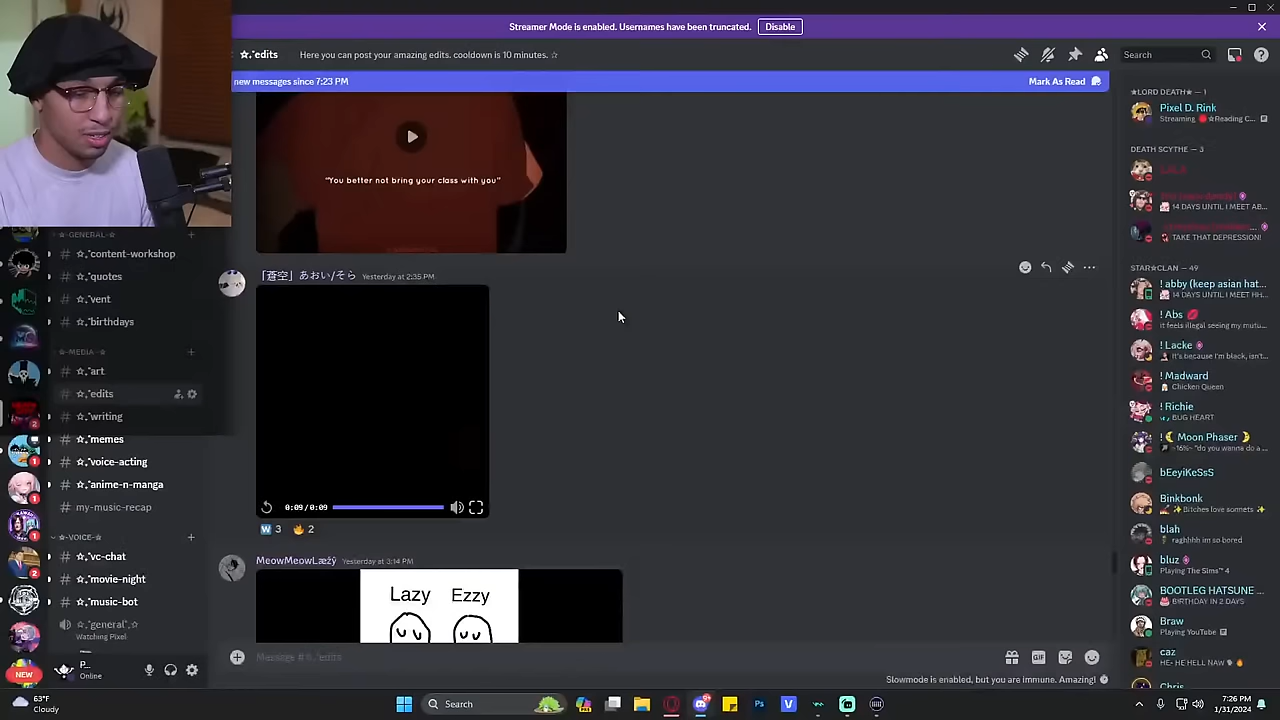 Streamer Mode is enabled. Usernames have been truncated.
Disable
☆.˚edits
Here you can post your amazing edits. cooldown is 10 minutes. ☆
Search
new messages since 7:23 PM
Mark As Read
"You better not bring your class with you"
「蒼空」あおい/そら Yesterday at 2:35 PM
0:09/0:09
W 3
2
MeowMeowLæzŷ Yesterday at 3:14 PM
Lazy
Ezzy
☆-GENERAL-☆
☆.˚content-workshop
☆.˚quotes
☆.˚vent
☆.˚birthdays
☆-MEDIA-☆
☆.˚art
☆.˚edits
☆.˚writing
☆.˚memes
☆.˚voice-acting
☆.˚anime-n-manga
my-music-recap
☆-VOICE-☆
☆.˚vc-chat
☆.˚movie-night
☆.˚music-bot
☆.˚general.˚☆
Watching Pixel
NEW
P...
Online
Message #☆.˚edits
GIF
Slowmode is enabled, but you are immune. Amazing!
★LORD DEATH★ — 1
Pixel D. Rink
Streaming 🔴☆Reading C...
DEATH SCYTHE — 3
14 DAYS UNTIL I MEET AB...
TAKE THAT DEPRESSION!
STAR☆CLAN — 49
! abby (keep asian hat...
14 DAYS UNTIL I MEET HH...
! Abs 💋
it feels illegal seeing my mutu...
! Lacke
It's because I'm black, isn't...
! Madward
Chicken Queen
! Richie
BUG HEART
! 🌙 Moon Phaser 🌙
~16%~ "do you wanna do a ...
bEeyiKeSsS
Binkbonk
Bitches love sonnets
blah
raghhhh im so bored
bluz
Playing The Sims™ 4
BOOTLEG HATSUNE ...
BIRTHDAY IN 2 DAYS
Braw
Playing YouTube
caz
HE- HE HELL NAW
Chris
63°F
Cloudy
Search
7:26 PM
1/31/2024